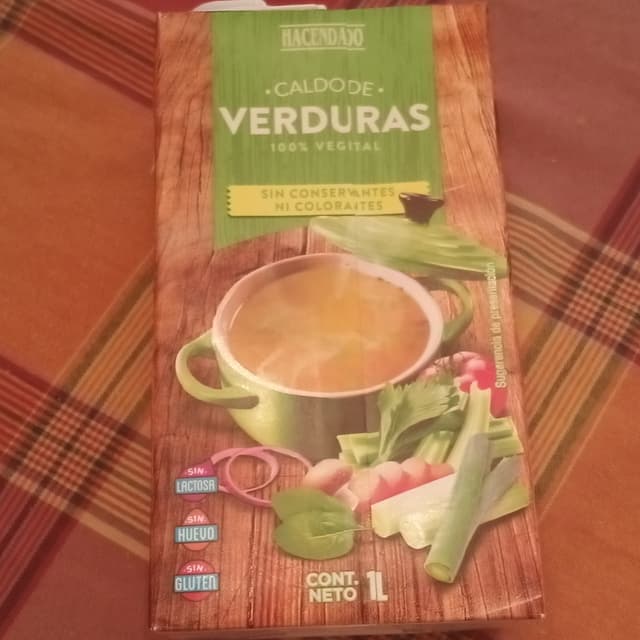 HACENDADO
·CALDO DE·
VERDURAS
100% VEGETAL
SIN CONSERVANTES
NI COLORANTES
Sugerencia de presentación
SIN
LACTOSA
SIN
HUEVO
SIN
GLUTEN
CONT.
NETO 1L